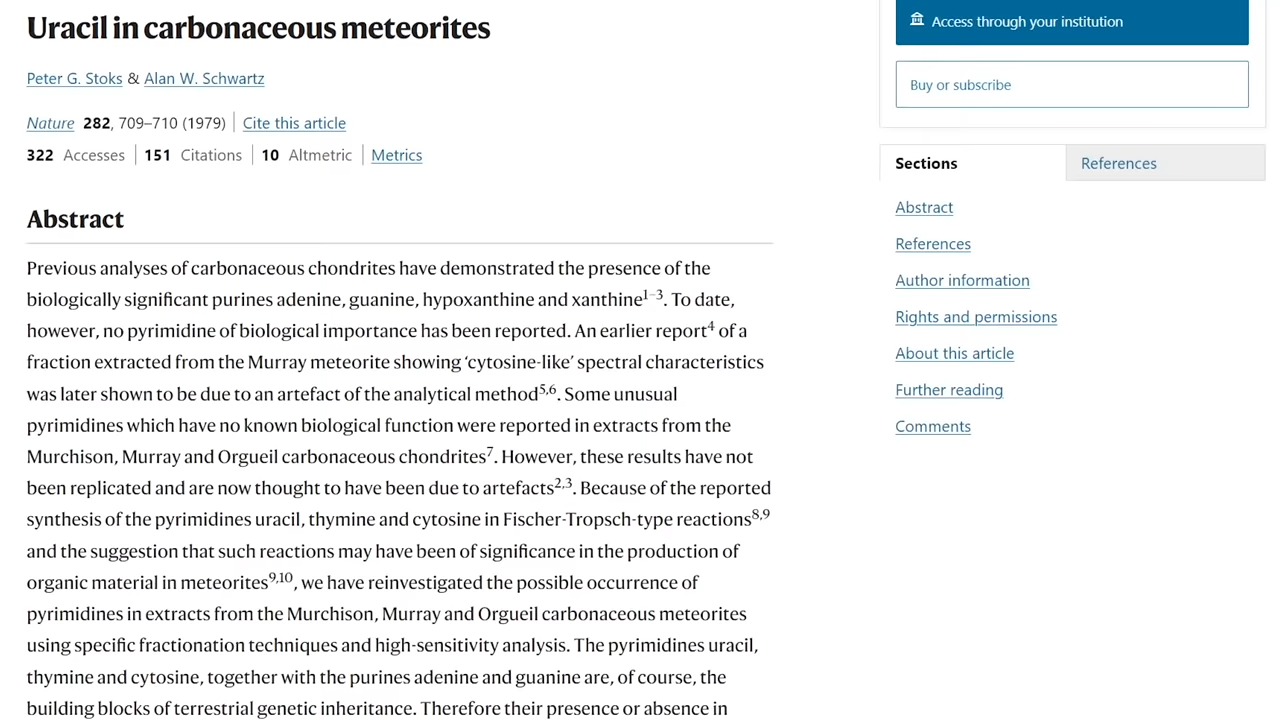 Uracil in carbonaceous meteorites
Peter G. Stoks & Alan W. Schwartz
Nature 282, 709–710 (1979) Cite this article
322 Accesses 151 Citations 10 Altmetric Metrics
Abstract
Previous analyses of carbonaceous chondrites have demonstrated the presence of the
biologically significant purines adenine, guanine, hypoxanthine and xanthine1–3. To date,
however, no pyrimidine of biological importance has been reported. An earlier report4 of a
fraction extracted from the Murray meteorite showing ‘cytosine-like’ spectral characteristics
was later shown to be due to an artefact of the analytical method5,6. Some unusual
pyrimidines which have no known biological function were reported in extracts from the
Murchison, Murray and Orgueil carbonaceous chondrites7. However, these results have not
been replicated and are now thought to have been due to artefacts2,3. Because of the reported
synthesis of the pyrimidines uracil, thymine and cytosine in Fischer-Tropsch-type reactions8,9
and the suggestion that such reactions may have been of significance in the production of
organic material in meteorites9,10, we have reinvestigated the possible occurrence of
pyrimidines in extracts from the Murchison, Murray and Orgueil carbonaceous meteorites
using specific fractionation techniques and high-sensitivity analysis. The pyrimidines uracil,
thymine and cytosine, together with the purines adenine and guanine are, of course, the
building blocks of terrestrial genetic inheritance. Therefore their presence or absence in
Access through your institution
Buy or subscribe
Sections
References
Abstract
References
Author information
Rights and permissions
About this article
Further reading
Comments